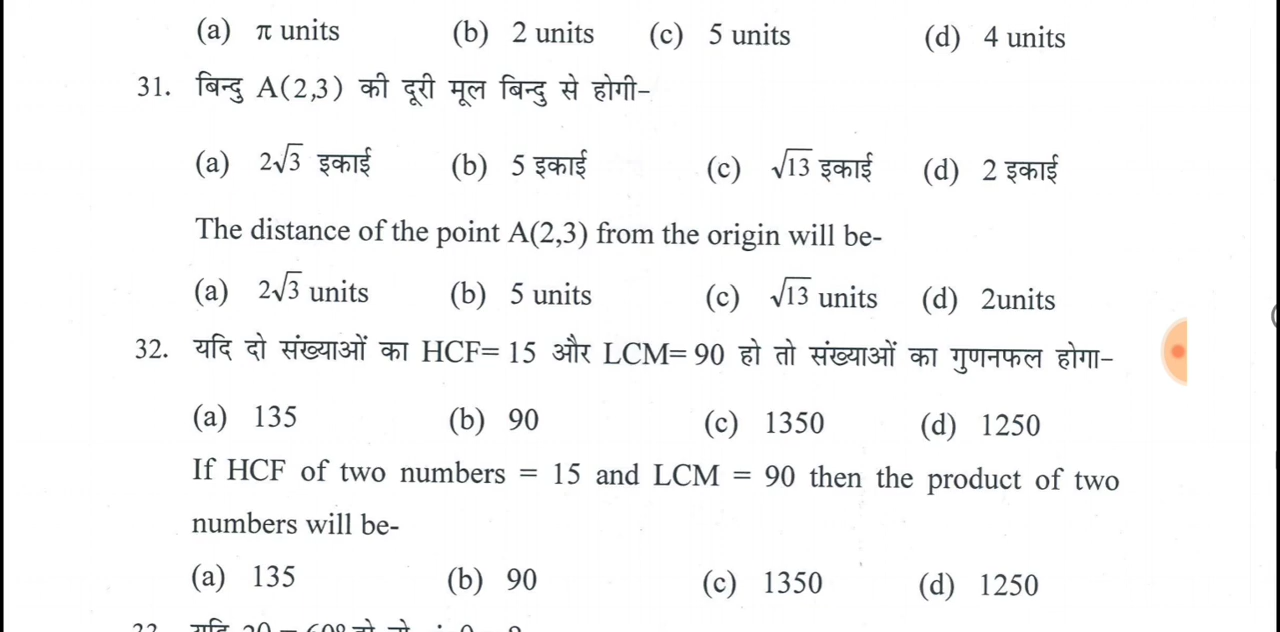 (a) π units (b) 2 units (c) 5 units (d) 4 units
31. बिन्दु A(2,3) की दूरी मूल बिन्दु से होगी-
(a) 2√3 इकाई (b) 5 इकाई (c) √13 इकाई (d) 2 इकाई
The distance of the point A(2,3) from the origin will be-
(a) 2√3 units (b) 5 units (c) √13 units (d) 2units
32. यदि दो संख्याओं का HCF= 15 और LCM= 90 हो तो संख्याओं का गुणनफल होगा-
(a) 135 (b) 90 (c) 1350 (d) 1250
If HCF of two numbers = 15 and LCM = 90 then the product of two
numbers will be-
(a) 135 (b) 90 (c) 1350 (d) 1250